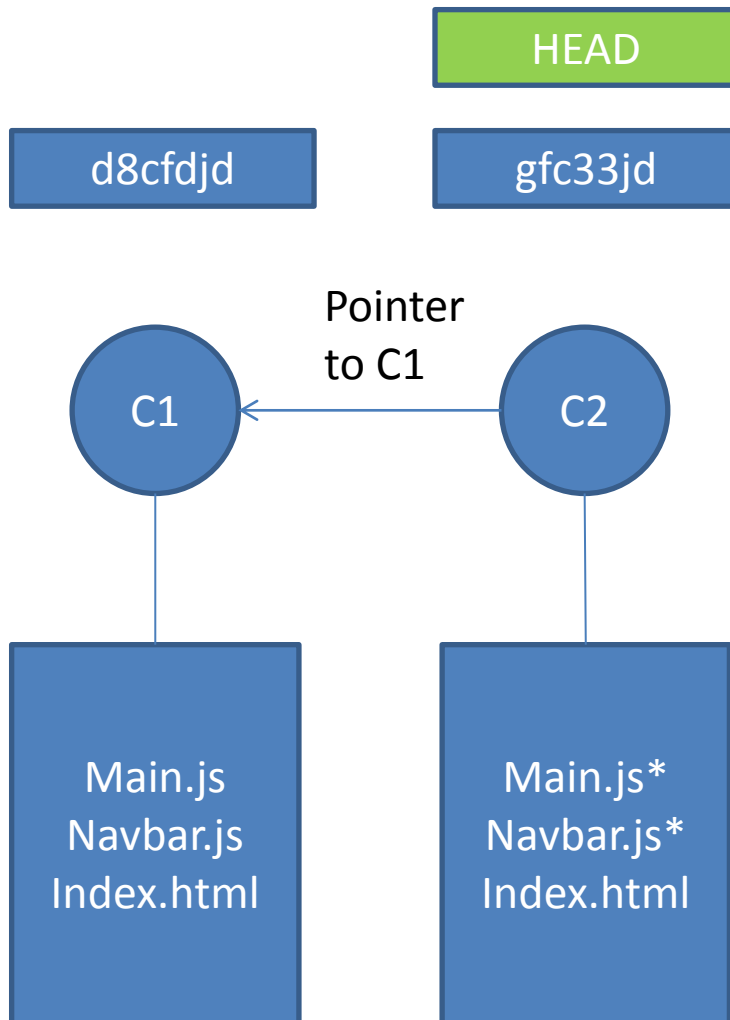 HEAD
d8cfdjd
gfc33jd
Pointer
to C1
C1
C2
Main.js
Navbar.js
Index.html
Main.js*
Navbar.js*
Index.html